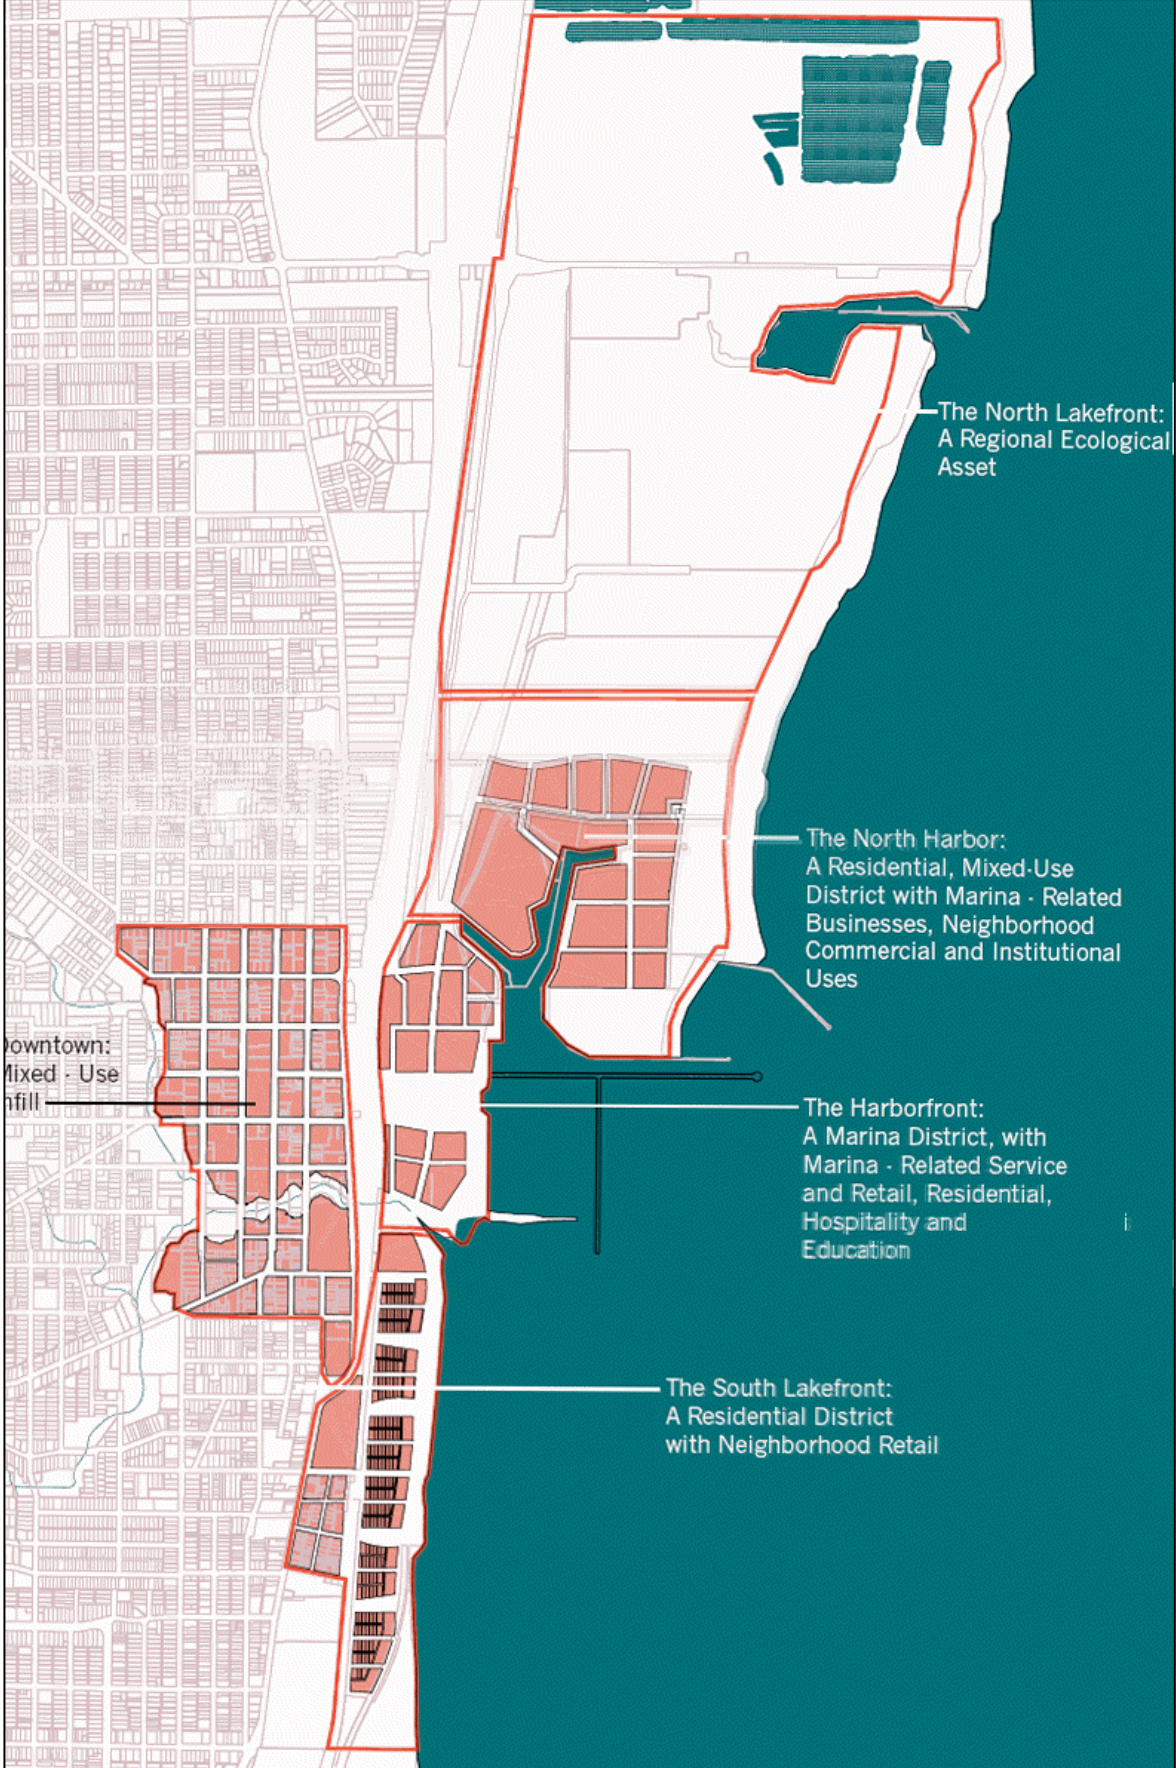 The North Lakefront:
A Regional Ecological
Asset
The North Harbor:
A Residential, Mixed-Use
District with Marina - Related
Businesses, Neighborhood
Commercial and Institutional
Uses
Downtown:
Mixed - Use
nfill
The Harborfront:
A Marina District, with
Marina - Related Service
and Retail, Residential,
Hospitality and
Education
The South Lakefront:
A Residential District
with Neighborhood Retail